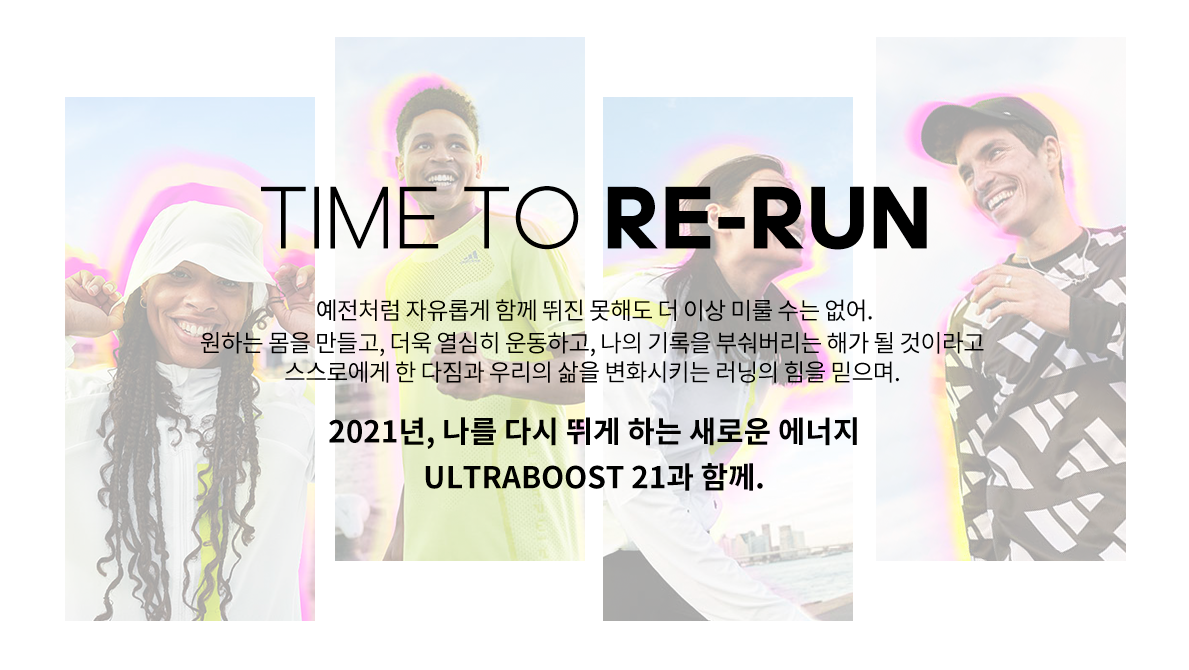 TIME TO RE-RUN
예전처럼 자유롭게 함께 뛰진 못해도 더 이상 미룰 수는 없어.
원하는 몸을 만들고, 더욱 열심히 운동하고, 나의 기록을 부숴버리는 해가 될 것이라고
스스로에게 한 다짐과 우리의 삶을 변화시키는 러닝의 힘을 믿으며.
2021년, 나를 다시 뛰게 하는 새로운 에너지
ULTRABOOST 21과 함께.